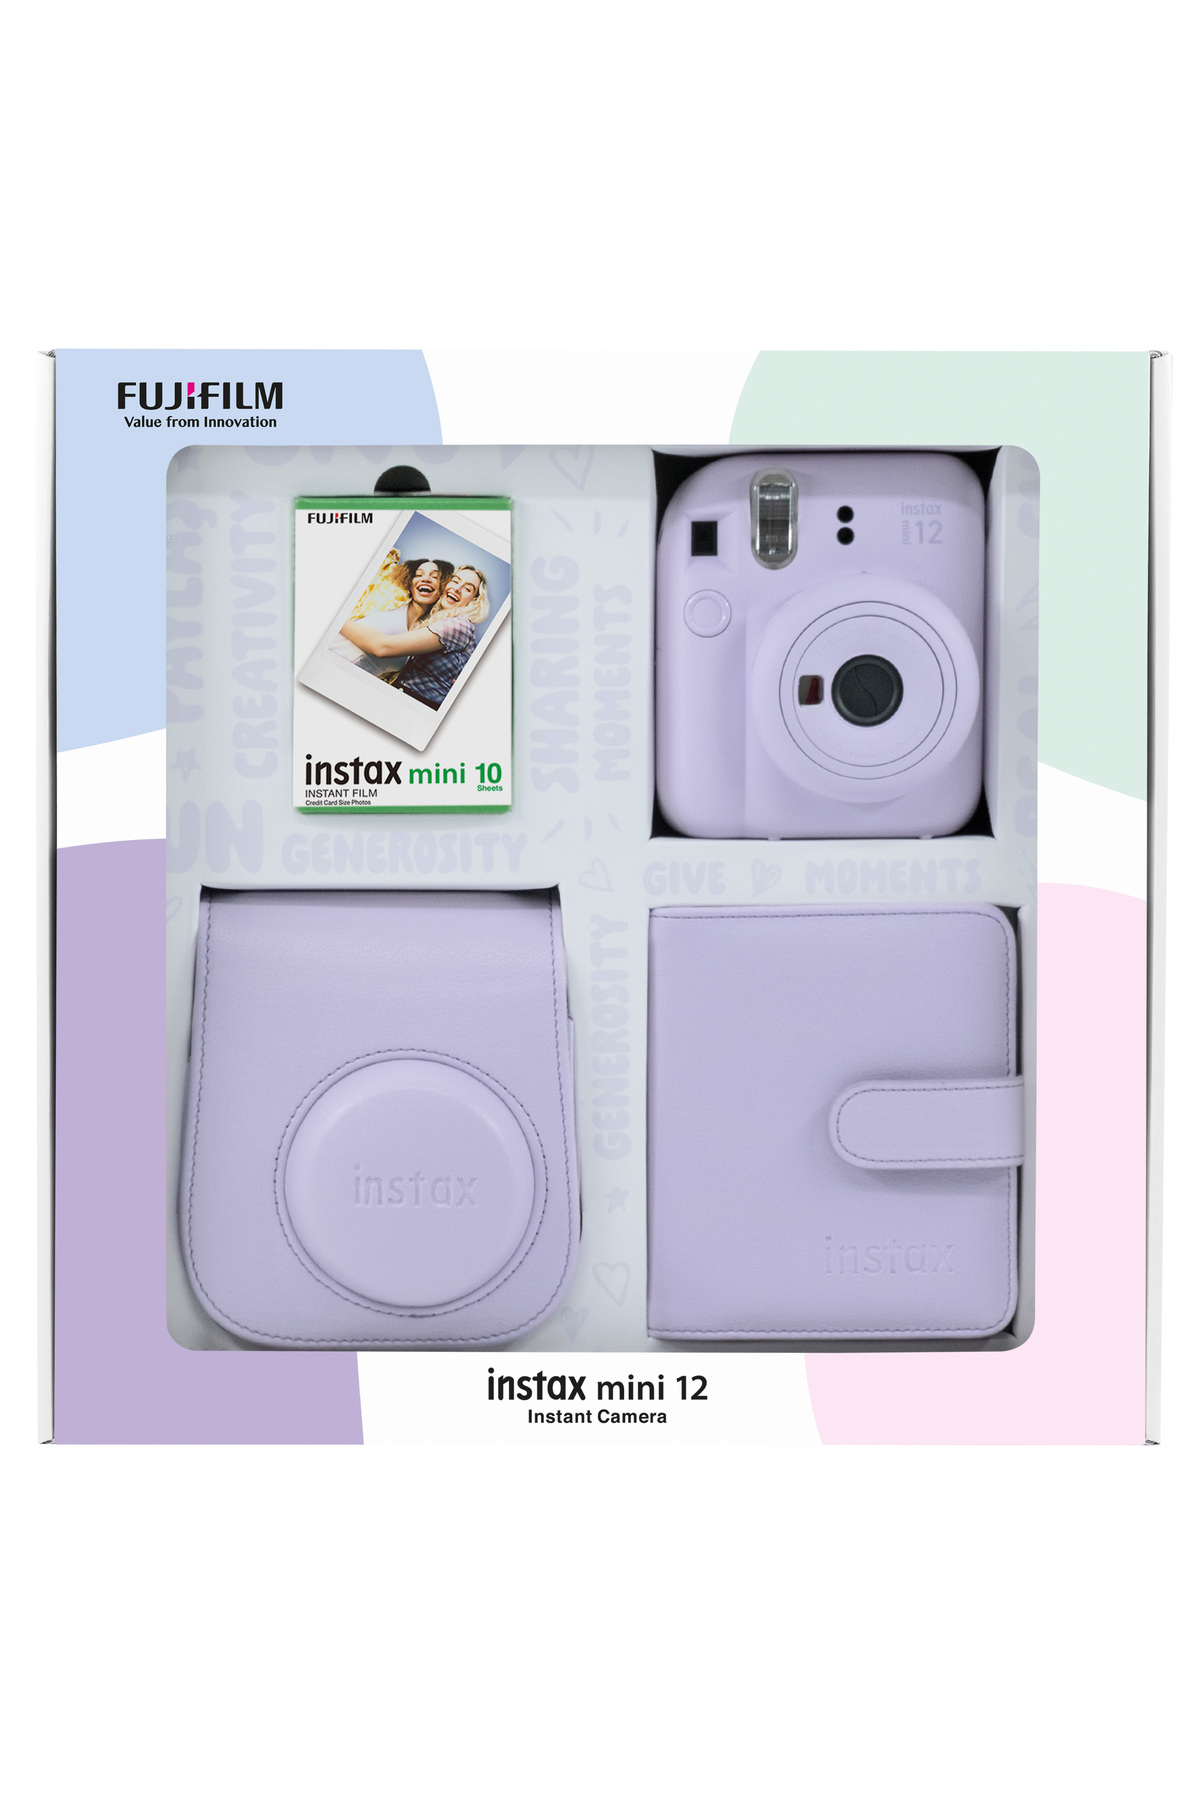 FUJIFILM
Value from Innovation
FUJIFILM
instax mini 10
Sheets
INSTANT FILM
Credit Card Size Photos
instax
mini 12
CREATIVITY
SHARING
MOMENTS
GENEROSITY
GIVE MOMENTS
GENEROSITY
instax
instax
instax mini 12
Instant Camera